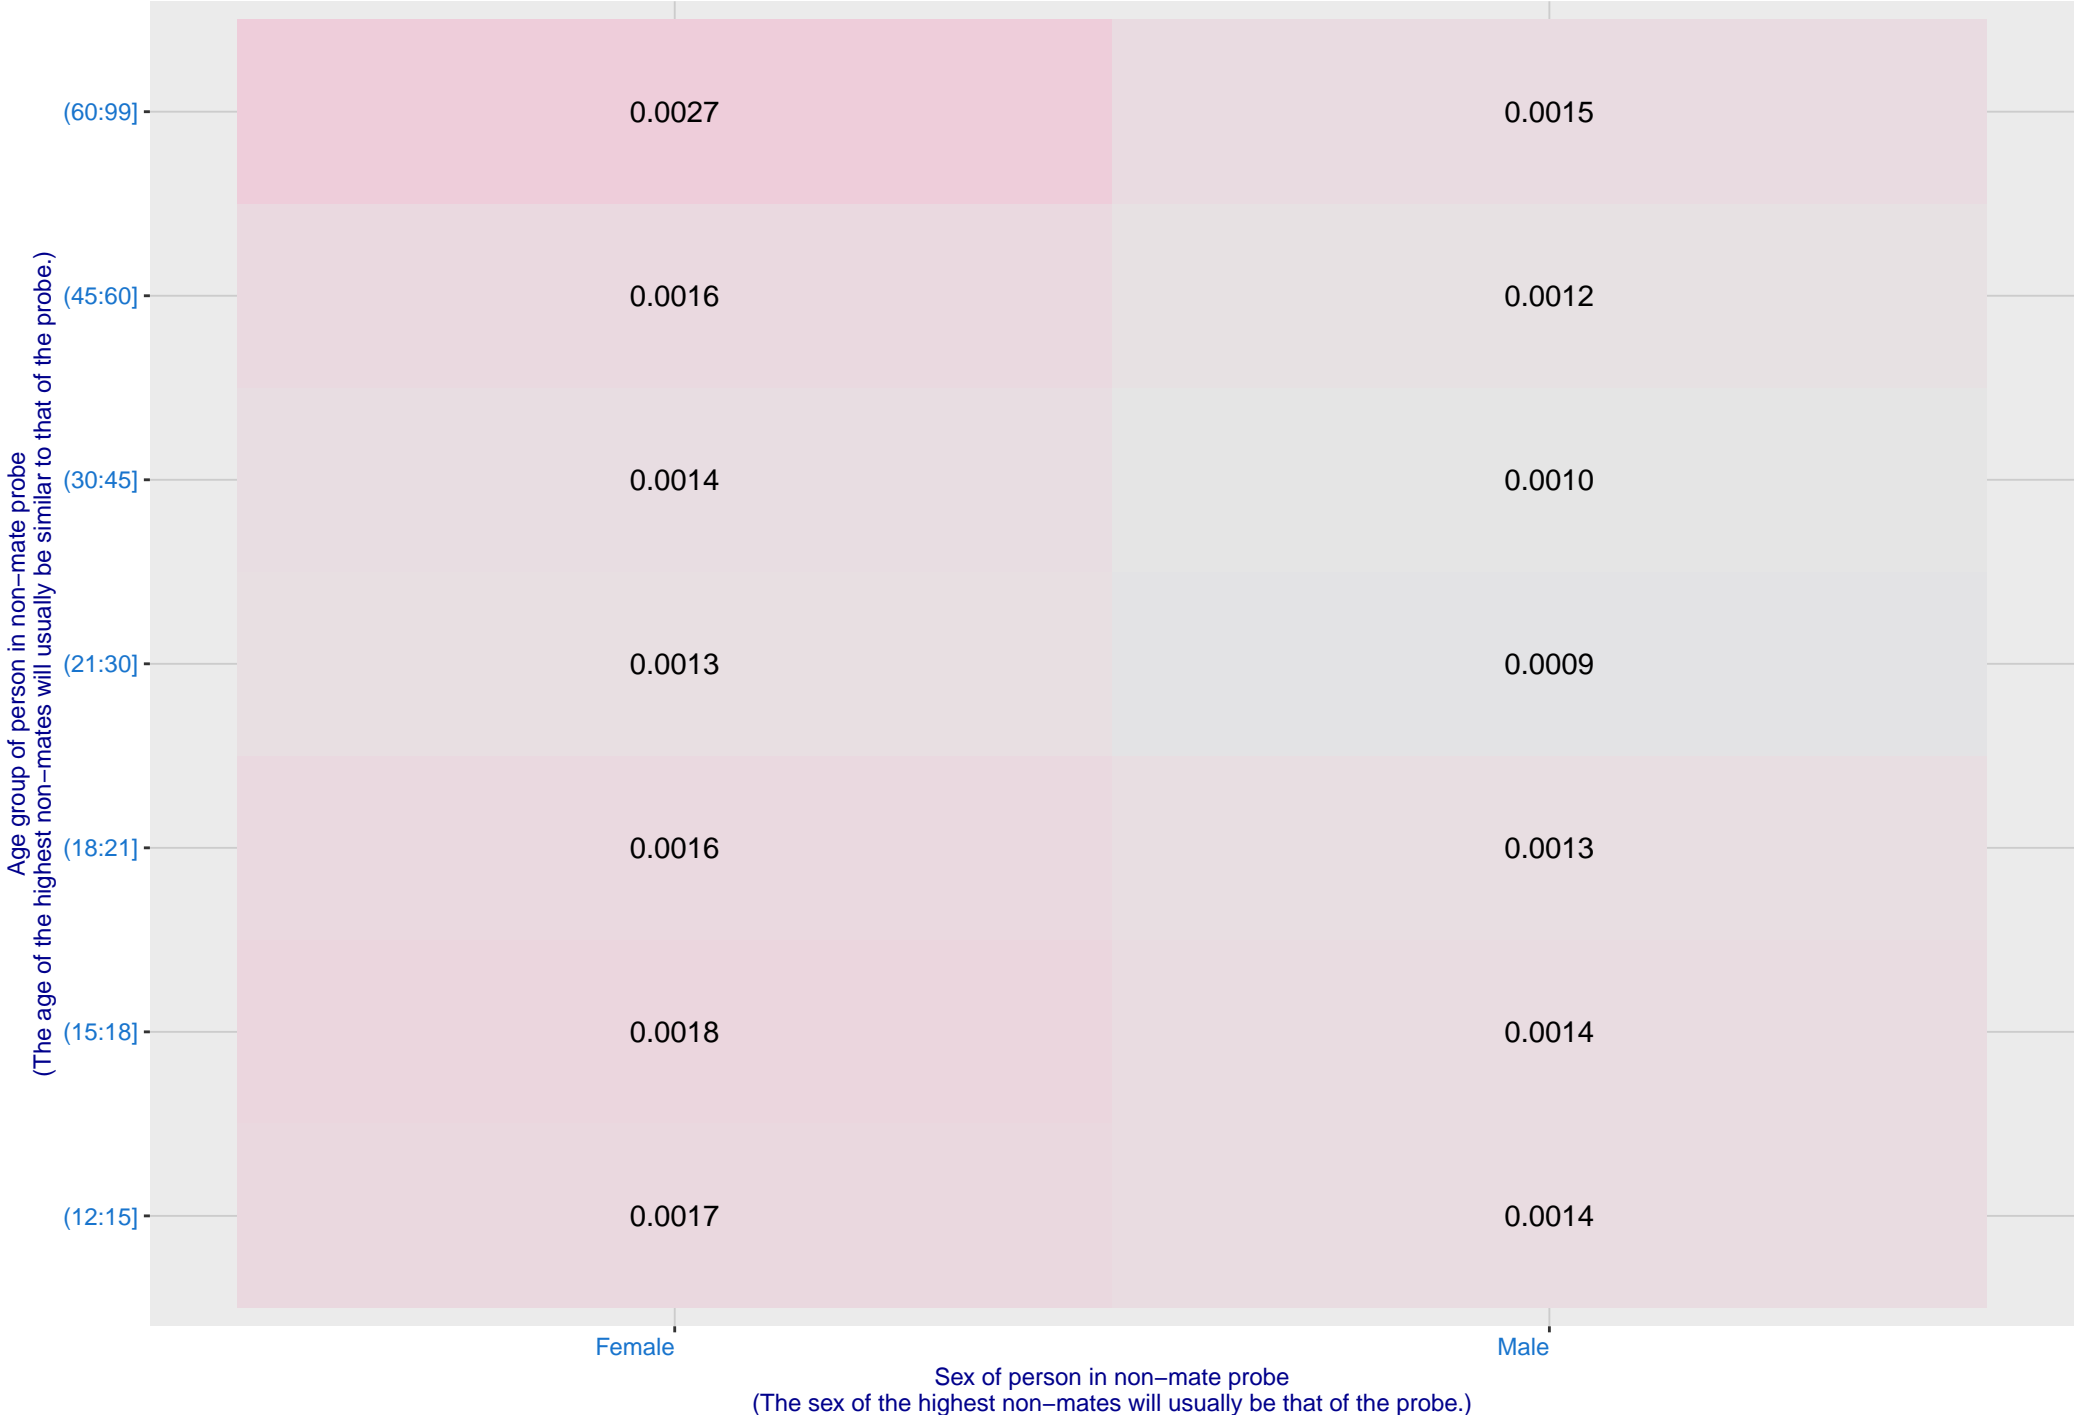 Age group of person in non−mate probe
(The age of the highest non−mates will usually be similar to that of the probe.)
(60:99] 0.0027 0.0015
(45:60] 0.0016 0.0012
(30:45] 0.0014 0.0010
(21:30] 0.0013 0.0009
(18:21] 0.0016 0.0013
(15:18] 0.0018 0.0014
(12:15] 0.0017 0.0014
Female Male
Sex of person in non−mate probe
(The sex of the highest non−mates will usually be that of the probe.)